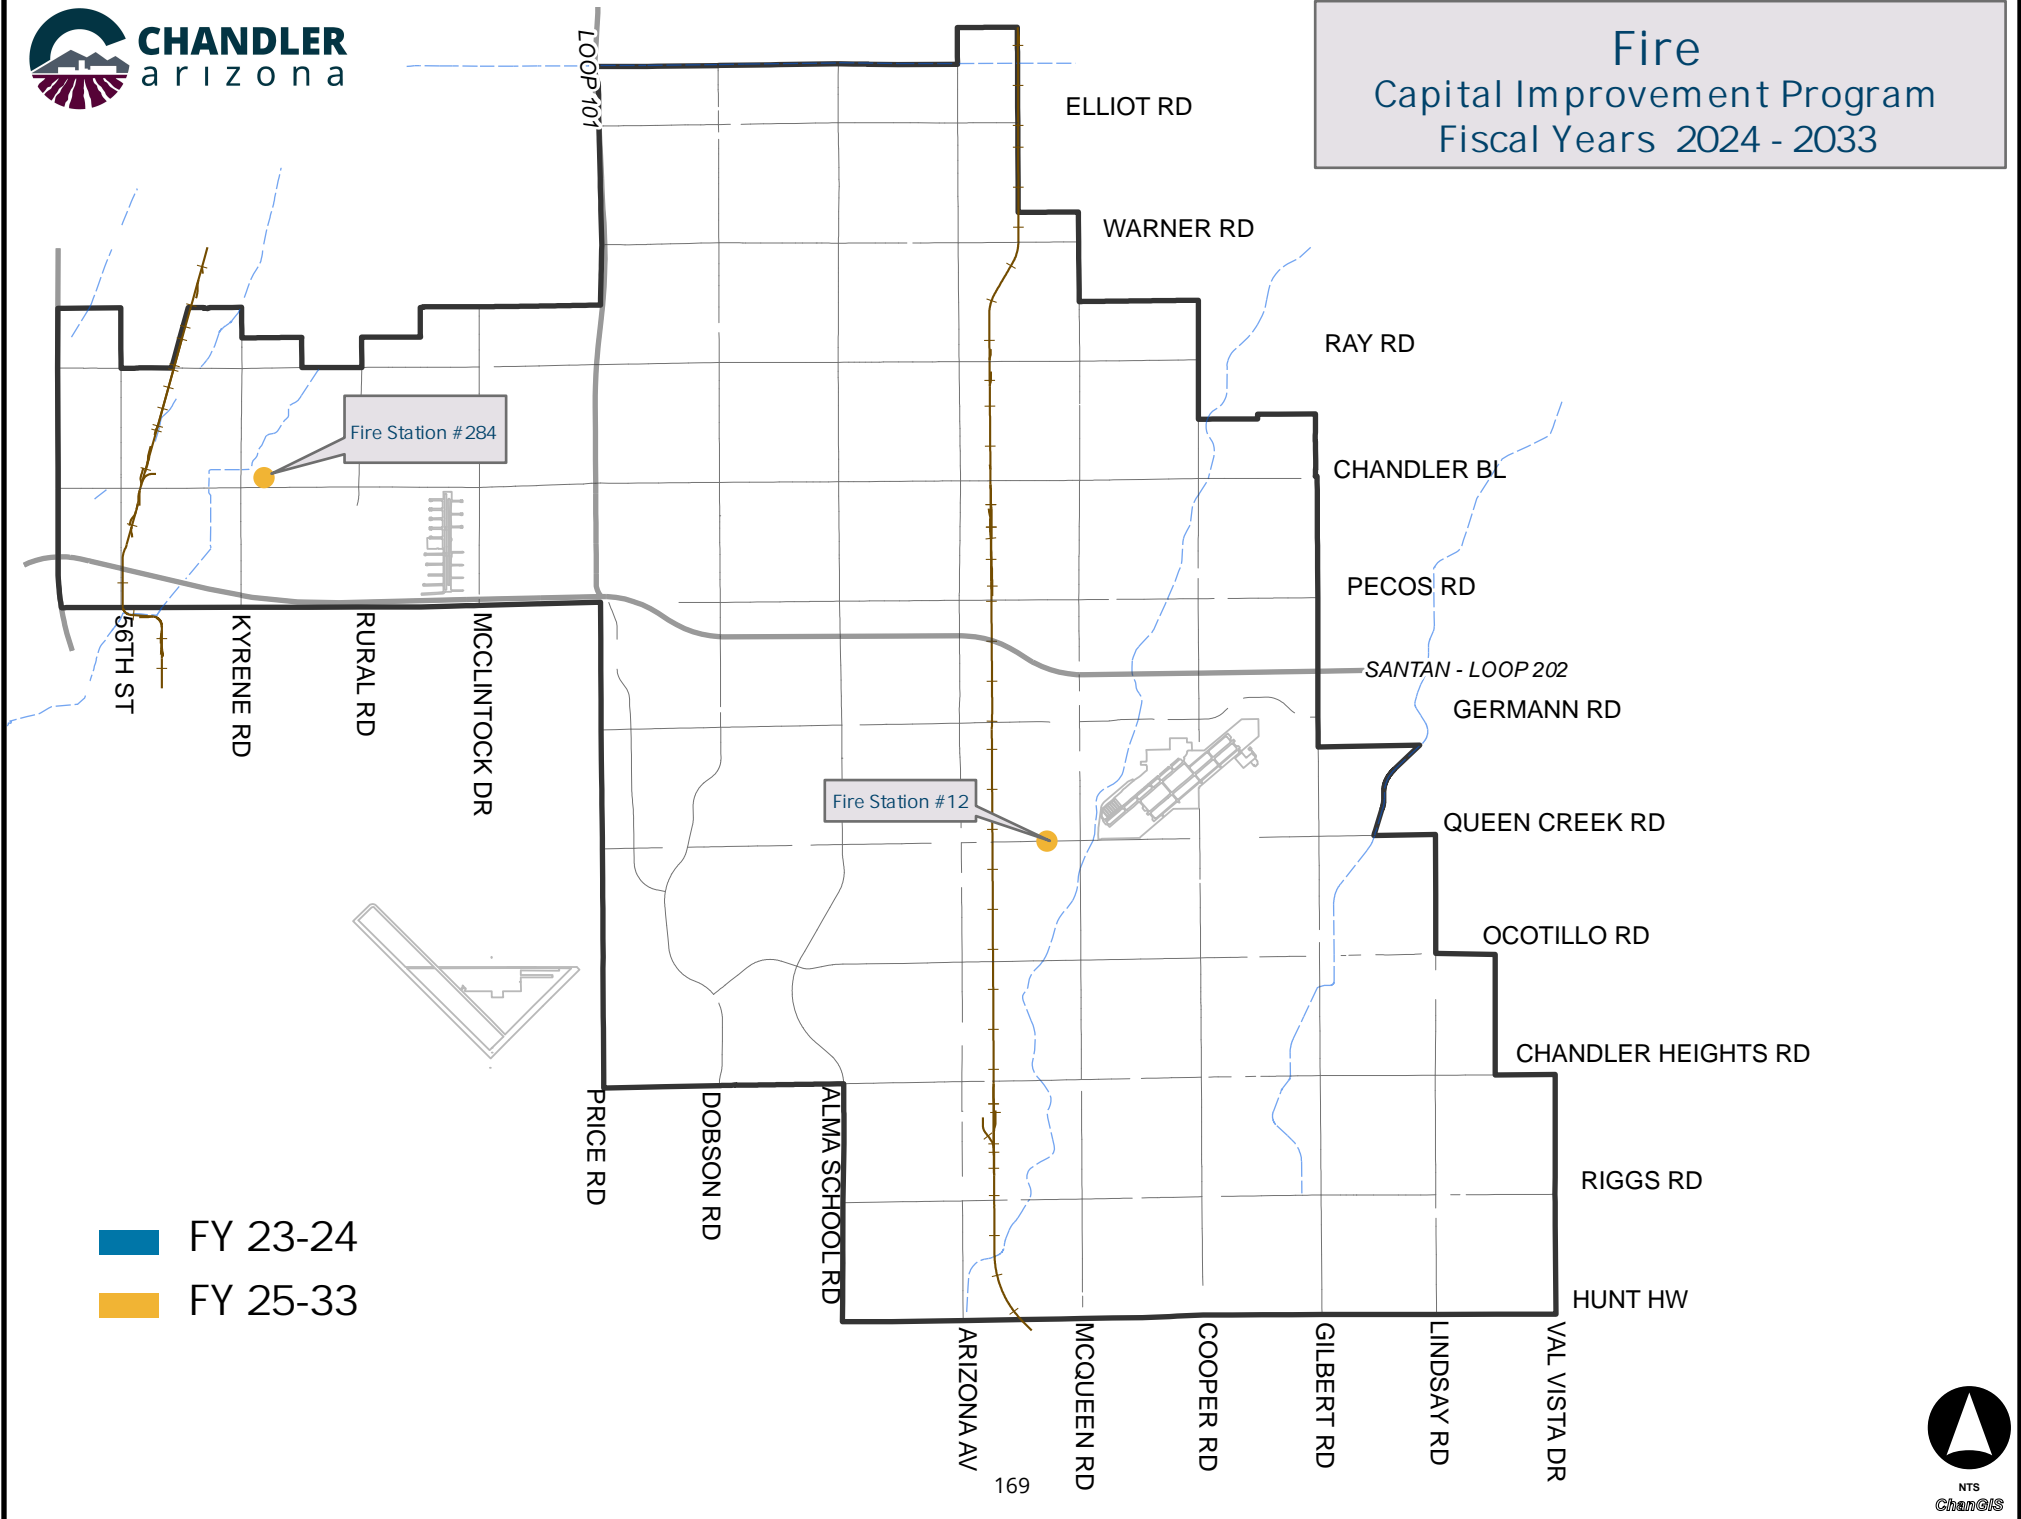 CHANDLER
arizona
Fire
Capital Improvement Program
Fiscal Years 2024 - 2033
LOOP 101
ELLIOT RD
WARNER RD
RAY RD
Fire Station #284
CHANDLER BL
PECOS RD
56TH ST
KYRENE RD
RURAL RD
MCCLINTOCK DR
SANTAN - LOOP 202
GERMANN RD
Fire Station #12
QUEEN CREEK RD
OCOTILLO RD
CHANDLER HEIGHTS RD
PRICE RD
DOBSON RD
ALMA SCHOOL RD
RIGGS RD
FY 23-24
FY 25-33
HUNT HW
ARIZONA AV
MCQUEEN RD
COOPER RD
GILBERT RD
LINDSAY RD
VAL VISTA DR
169
NTS
ChanGIS